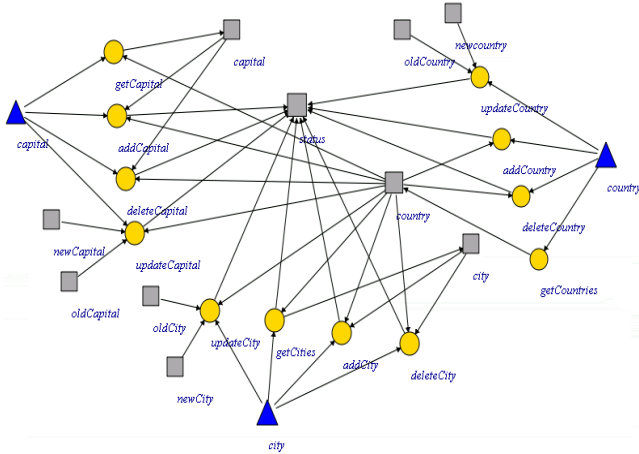 newcountry
oldCountry
capital
getCapital
updateCountry
status
capital
addCapital
addCountry
country
deleteCapital
country
deleteCountry
newCapital
updateCapital
city
getCountries
oldCapital
oldCity
updateCity
getCities
addCity
deleteCity
newCity
city